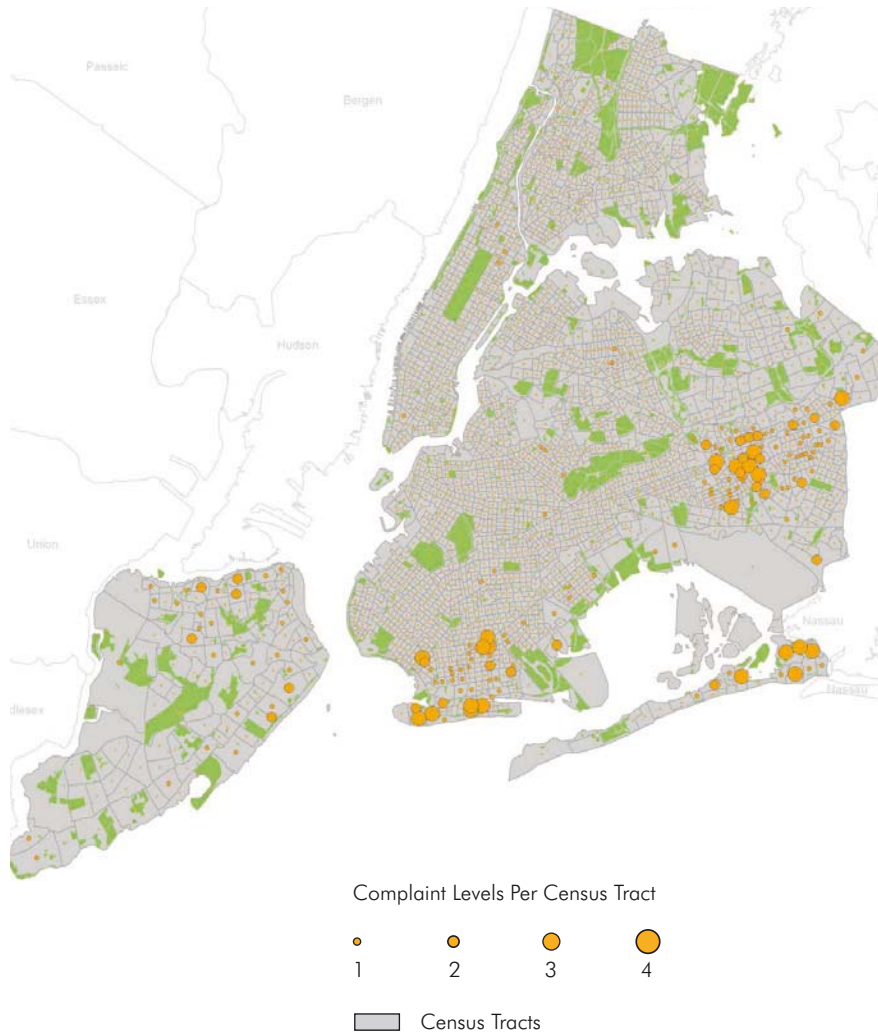 Passaic
Bergen
Essex
Hudson
Union
Nassau
Nassau
dlesex
Complaint Levels Per Census Tract
1 2 3 4
Census Tracts